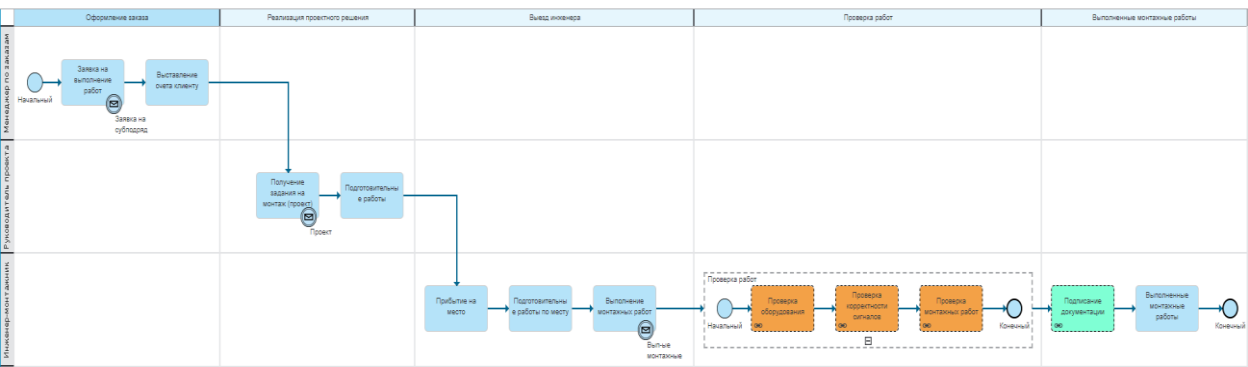 Оформление заказа
Реализация проектного решения
Выезд инженера
Проверка работ
Выполненные монтажные работы
Менеджер по заказам
Начальный
Заявка на
выполнение
работ
Заявка на
субподряд
Выставление
счета клиенту
Руководитель проекта
Получение
задания на
монтаж (проект)
Проект
Подготовительны
е работы
Инженер-монтажник
Прибытие на
место
Подготовительны
е работы по месту
Выполнение
монтажных работ
Вып-ые
монтажные
Проверка работ
Начальный
Проверка
оборудования
Проверка
корректности
сигналов
Проверка
монтажных работ
Конечный
Подписание
документации
Выполненные
монтажные
работы
Конечный